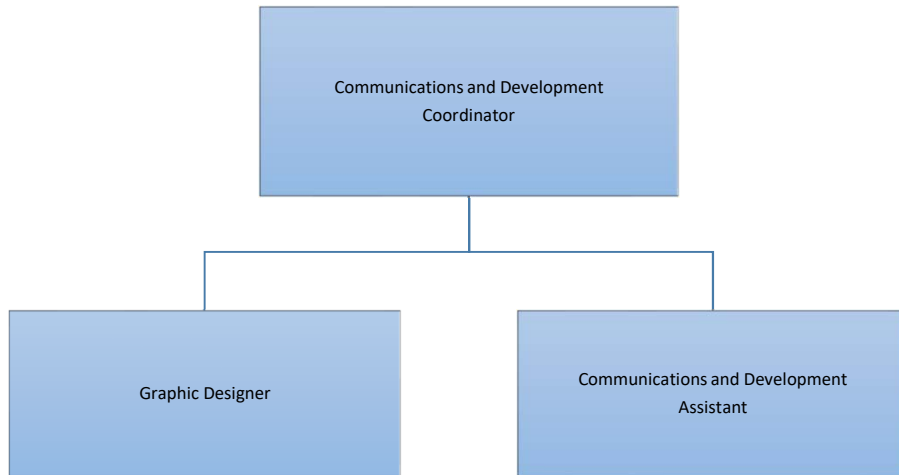 Communications and Development
Coordinator
Graphic Designer
Communications and Development
Assistant